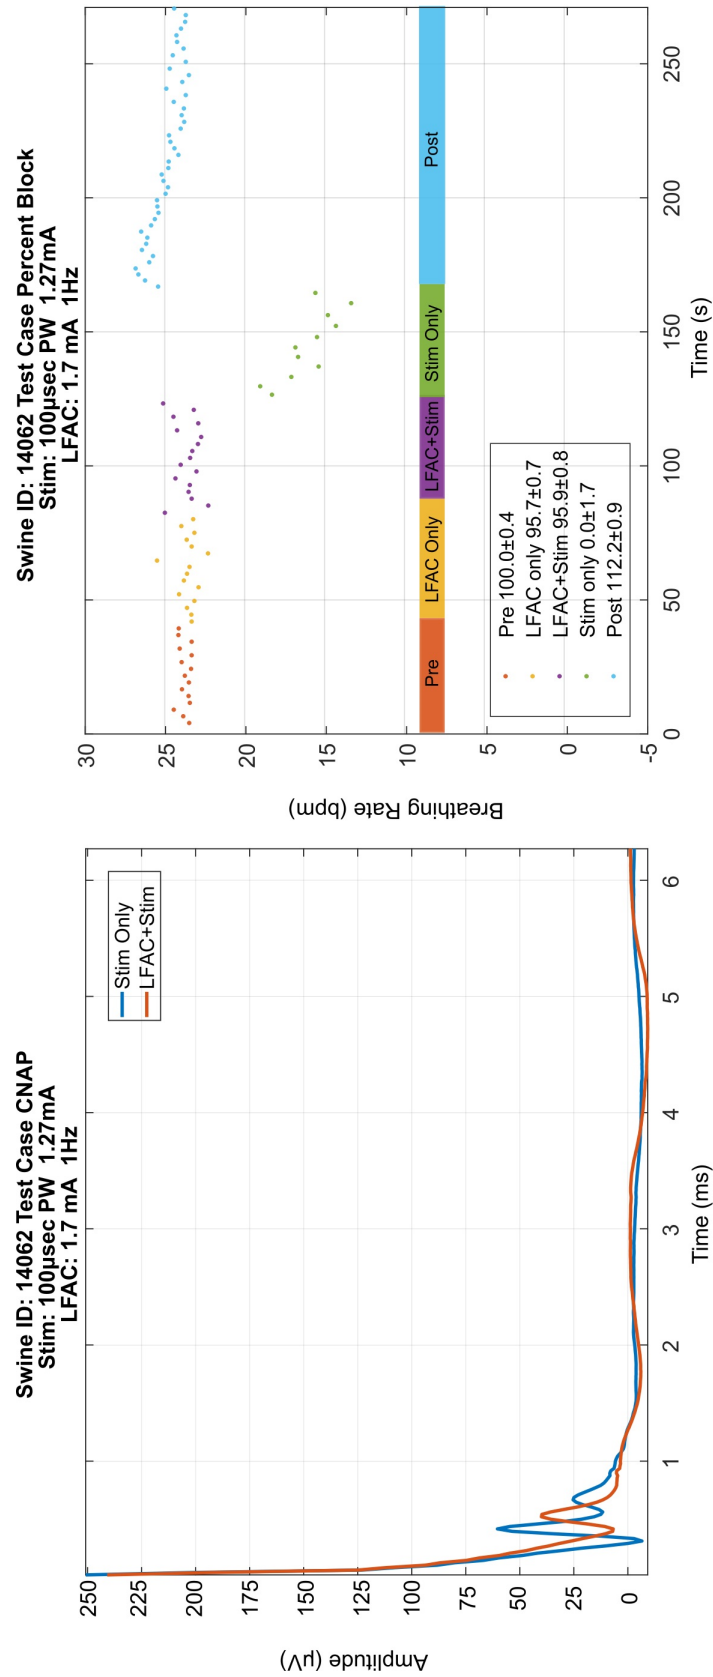 Swine ID: 14062 Test Case CNAP
Stim: 100μsec PW 1.27mA
LFAC: 1.7 mA 1Hz
Amplitude (μV)
250
225
200
175
150
125
100
75
50
25
0
1
2
3
4
5
6
Time (ms)
Stim Only
LFAC+Stim
Swine ID: 14062 Test Case Percent Block
Stim: 100μsec PW 1.27mA
LFAC: 1.7 mA 1Hz
Breathing Rate (bpm)
30
25
20
15
10
5
0
-5
0
50
100
150
200
250
Time (s)
Pre
LFAC Only
LFAC+Stim
Stim Only
Post
Pre 100.0±0.4
LFAC only 95.7±0.7
LFAC+Stim 95.9±0.8
Stim only 0.0±1.7
Post 112.2±0.9